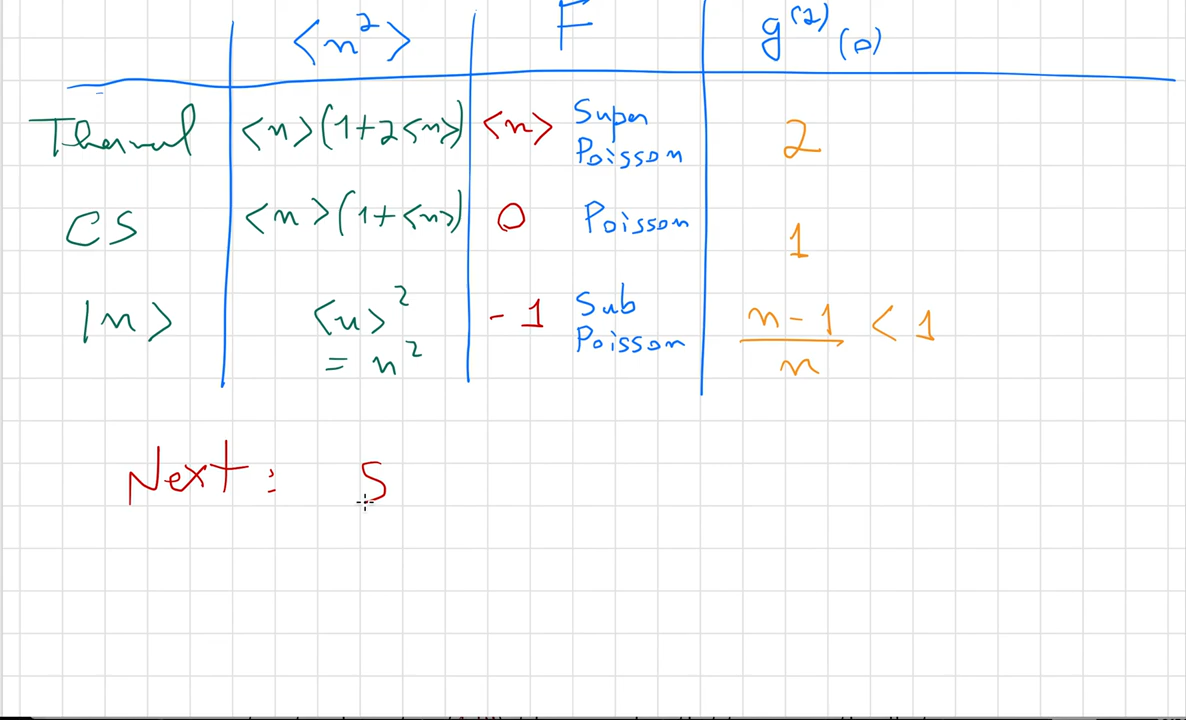 <n²> F g⁽²⁾(0)
Thermal <n>(1+2<n>) <n> Super Poisson 2
CS <n>(1+<n>) 0 Poisson 1
|n> <n>² = n² -1 Sub Poisson n-1/n < 1
Next: S